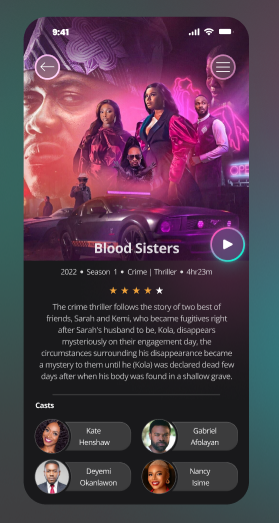 9:41
Blood Sisters
2022 • Season 1 • Crime | Thriller • 4hr23m
The crime thriller follows the story of two best
friends, Sarah and Kemi, who became fugitives right
after Sarah's husband to be, Kola, disappears
mysteriously on their engagement day, the
circumstances surrounding his disappearance became
a mystery to them until he (Kola) was declared dead few
days after when his body was found in a shallow grave.
Casts
Kate
Henshaw
Gabriel
Afolayan
Deyemi
Okanlawon
Nancy
Isime